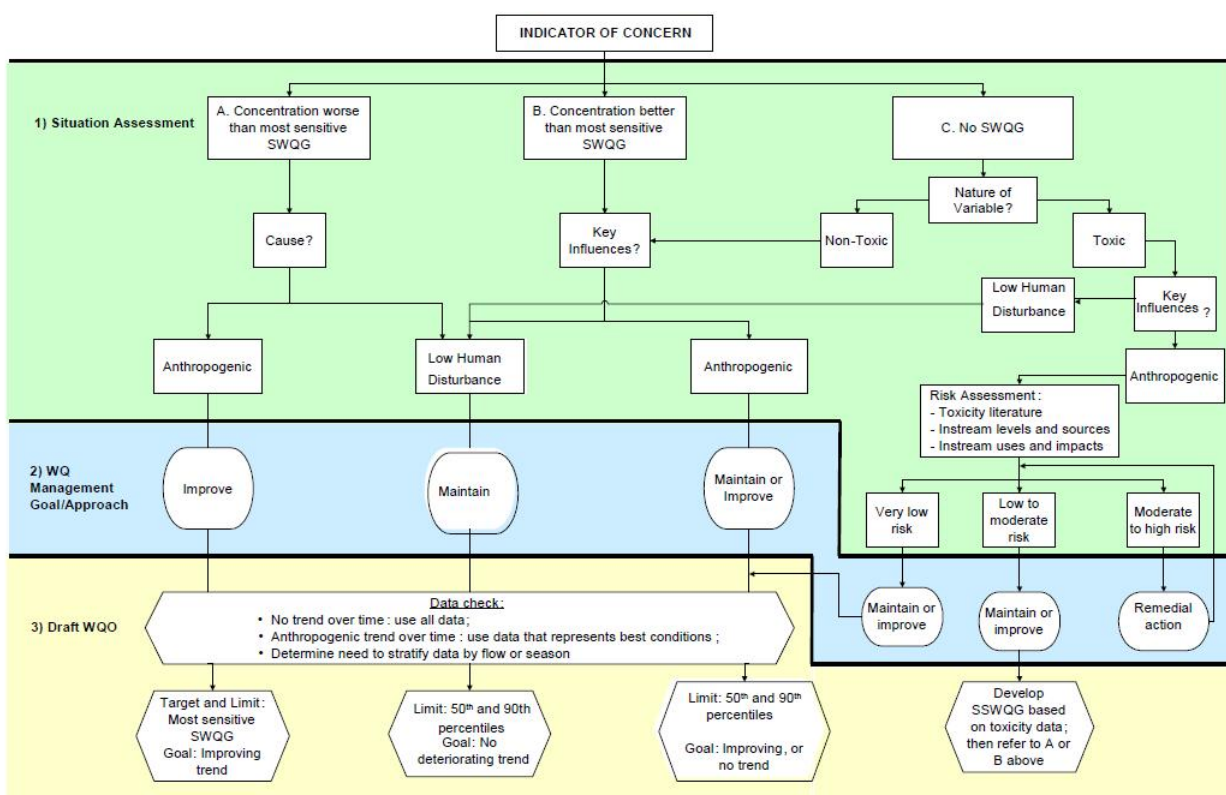 INDICATOR OF CONCERN
1) Situation Assessment
A. Concentration worse
than most sensitive
SWQG
B. Concentration better
than most sensitive
SWQG
C. No SWQG
Nature of
Variable?
Cause?
Key
Influences?
Non-Toxic
Toxic
Low Human
Disturbance
Key
Influences ?
Anthropogenic
Low Human
Disturbance
Anthropogenic
Anthropogenic
Risk Assessment :
- Toxicity literature
- Instream levels and sources
- Instream uses and impacts
2) WQ
Management
Goal/Approach
Improve
Maintain
Maintain or
Improve
Very low
risk
Low to
moderate
risk
Moderate
to high risk
Maintain or
improve
Maintain or
improve
Remedial
action
3) Draft WQO
Data check:
• No trend over time : use all data;
• Anthropogenic trend over time : use data that represents best conditions ;
• Determine need to stratify data by flow or season
Target and Limit:
Most sensitive
SWQG
Goal: Improving
trend
Limit: 50th and 90th
percentiles
Goal: No
deteriorating trend
Limit: 50th and 90th
percentiles
Goal: Improving, or
no trend
Develop
SSWQG based
on toxicity data;
then refer to A or
B above